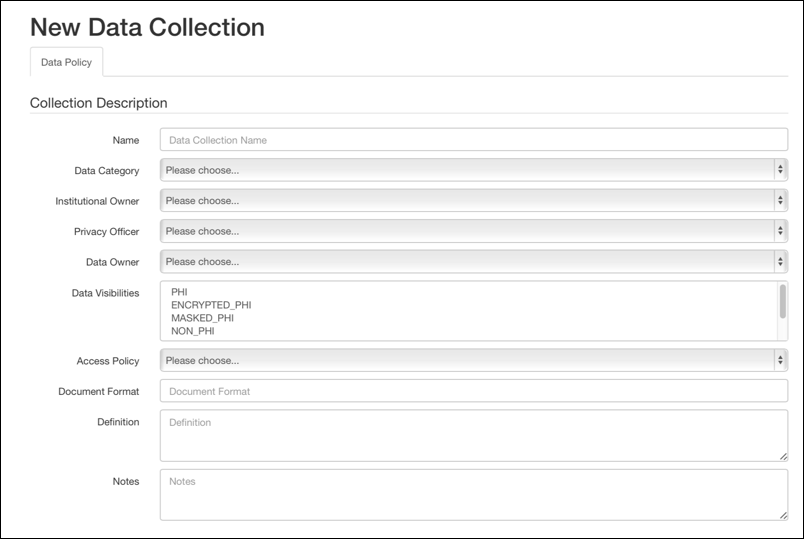 New Data Collection
Data Policy
Collection Description
Name Data Collection Name
Data Category Please choose...
Institutional Owner Please choose...
Privacy Officer Please choose...
Data Owner Please choose...
Data Visibilities PHI
ENCRYPTED_PHI
MASKED_PHI
NON_PHI
Access Policy Please choose...
Document Format Document Format
Definition Definition
Notes Notes